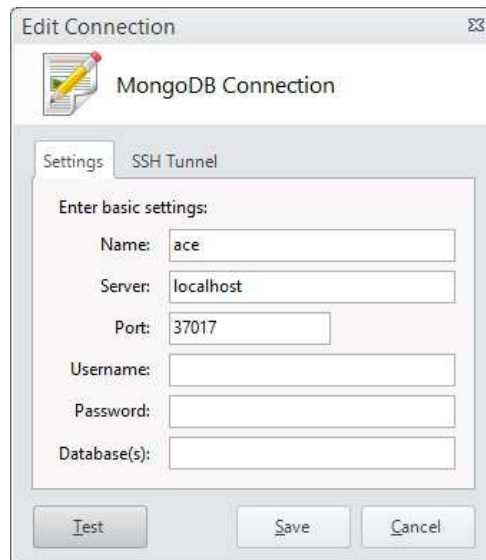 Edit Connection
MongoDB Connection
Settings SSH Tunnel
Enter basic settings:
Name: ace
Server: localhost
Port: 37017
Username:
Password:
Database(s):
Test Save Cancel